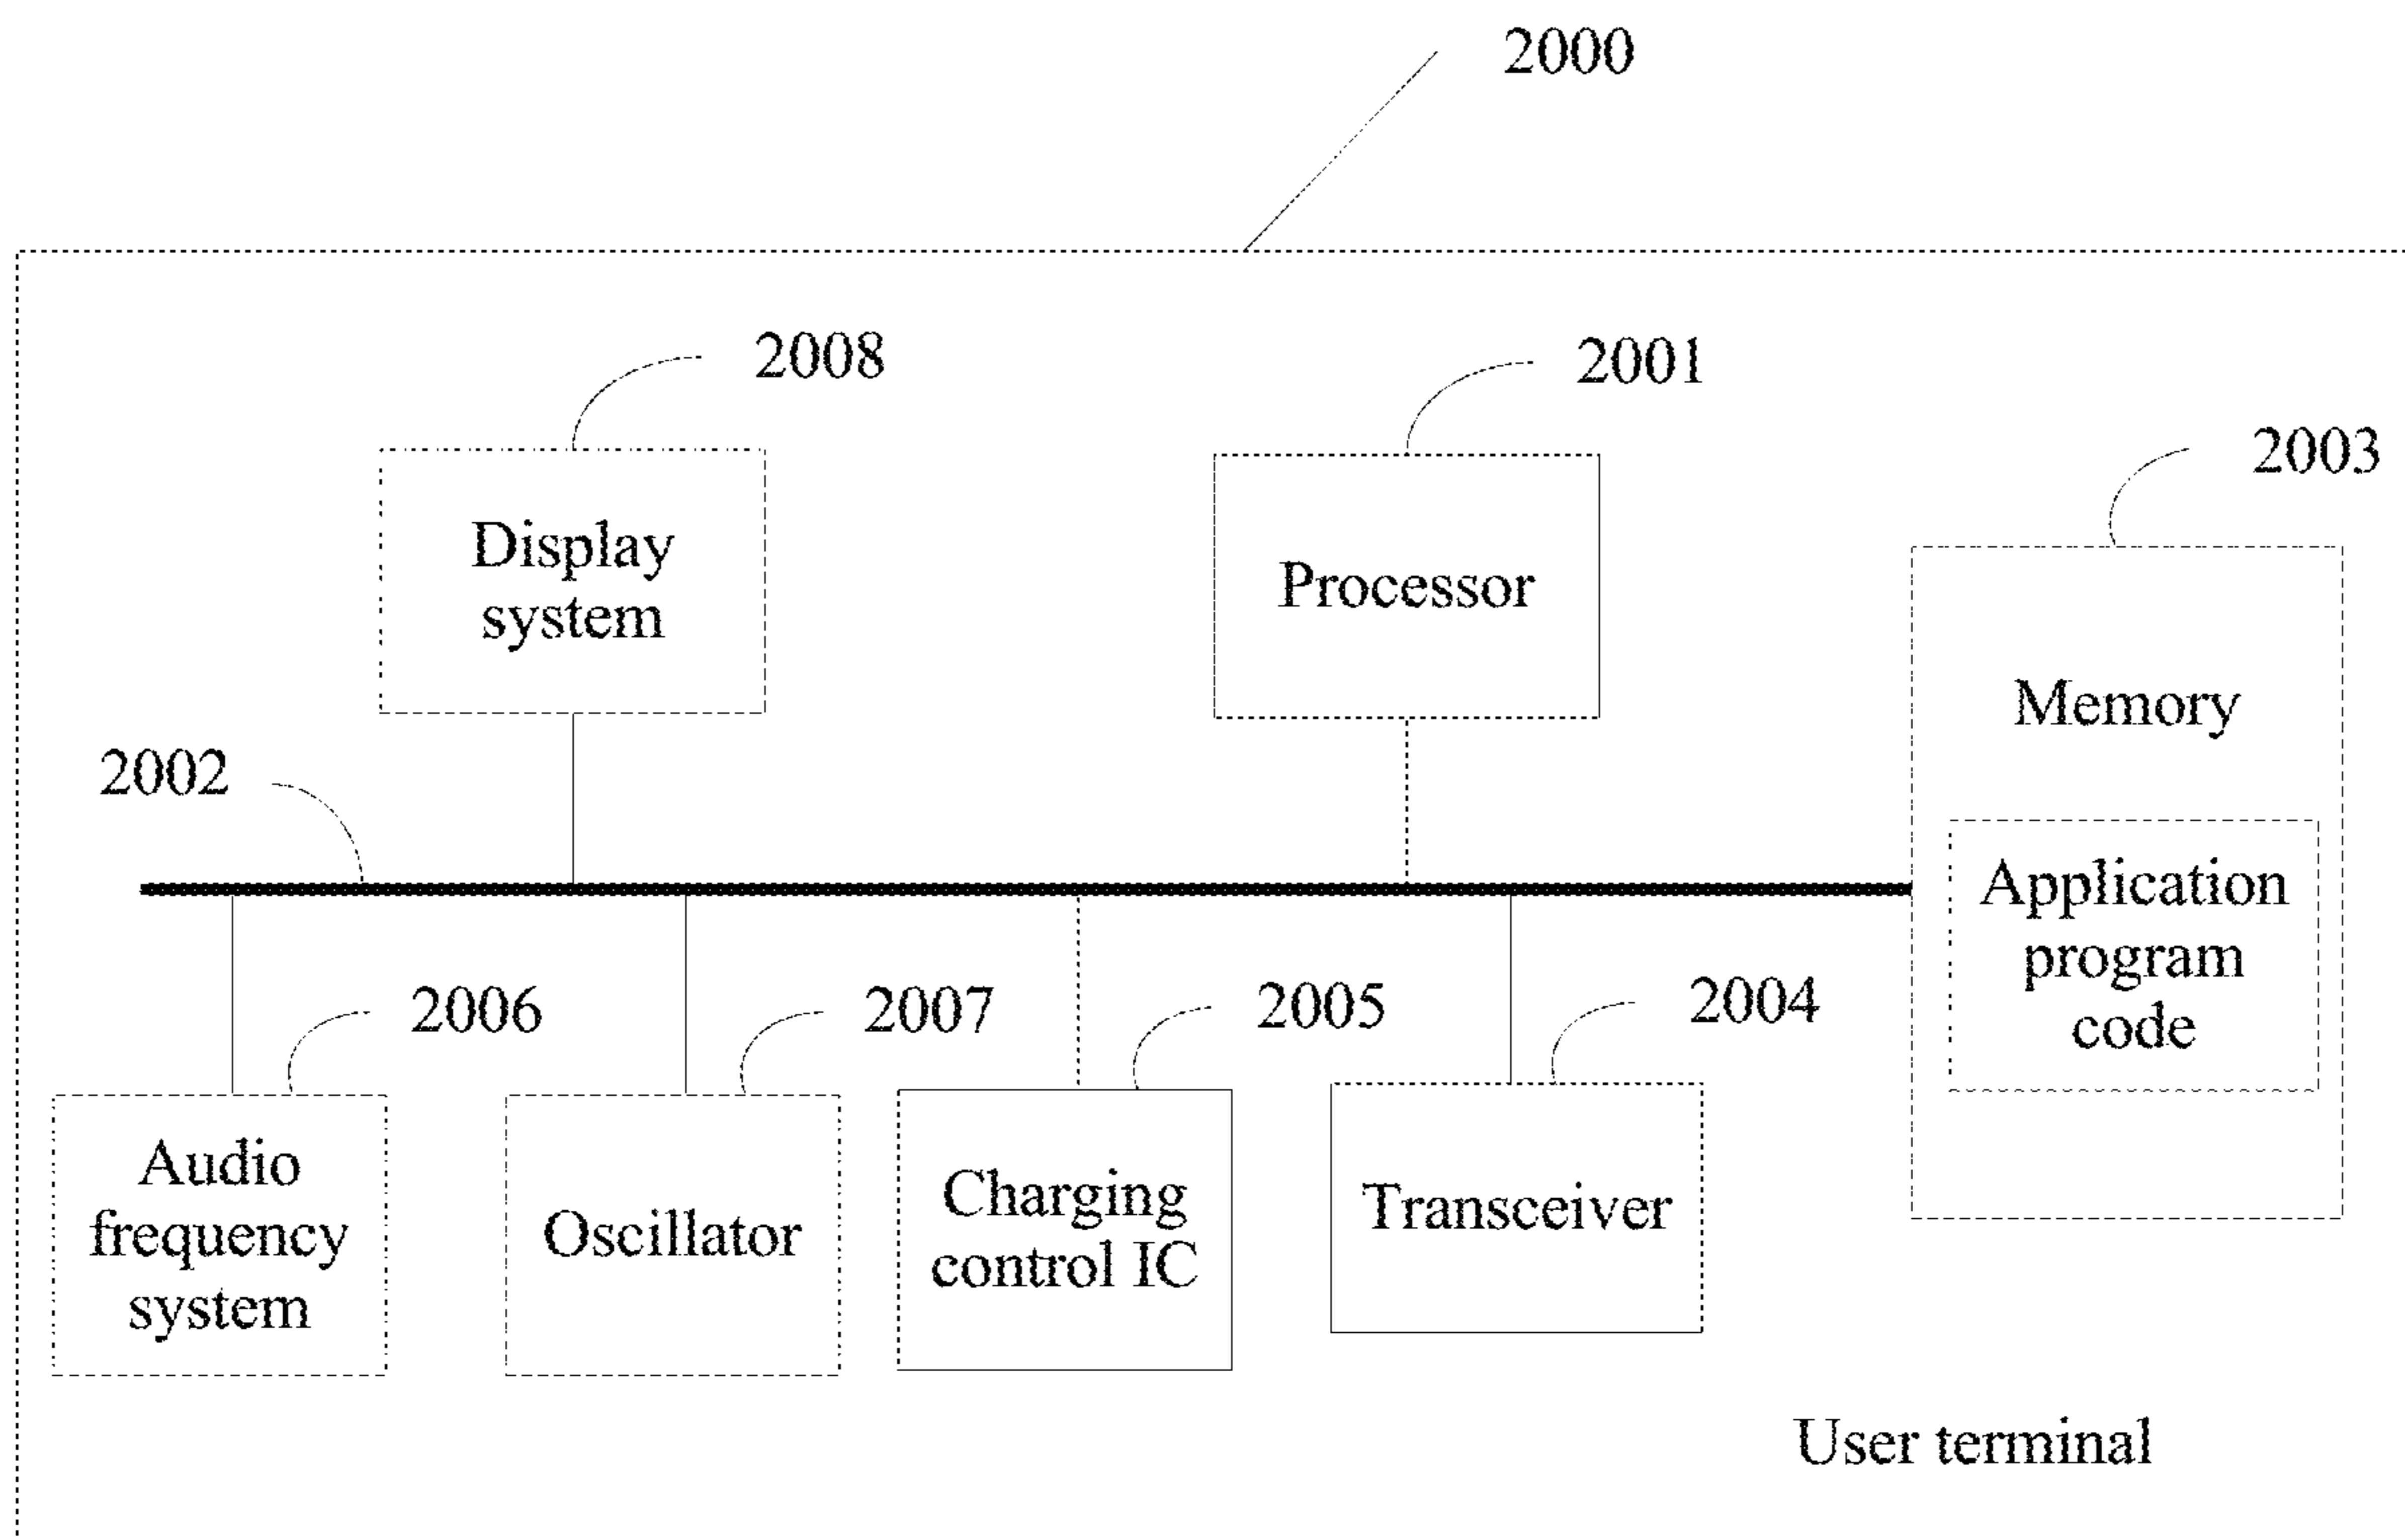 2000
2008
2001
2003
Display
system
Processor
Memory
2002
Application
program
code
2006
2007
2005
2004
Audio
frequency
system
Oscillator
Charging
control IC
Transceiver
User terminal